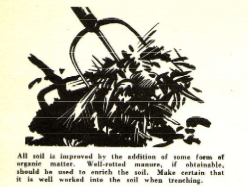 All soil is improved by the addition of some form of
organic matter. Well-rotted manure, if obtainable,
should be used to enrich the soil. Make certain that
it is well worked into the soil when trenching.